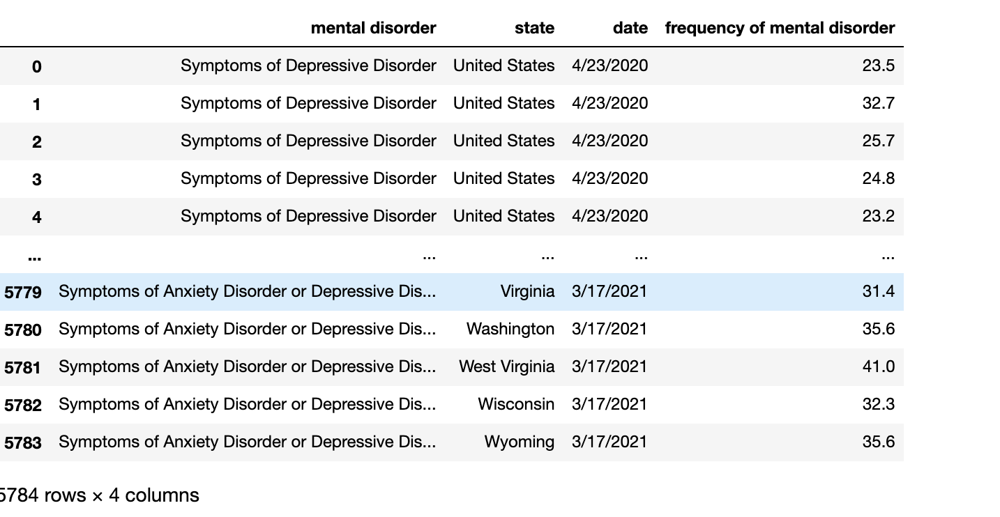 mental disorder state date frequency of mental disorder
0 Symptoms of Depressive Disorder United States 4/23/2020 23.5
1 Symptoms of Depressive Disorder United States 4/23/2020 32.7
2 Symptoms of Depressive Disorder United States 4/23/2020 25.7
3 Symptoms of Depressive Disorder United States 4/23/2020 24.8
4 Symptoms of Depressive Disorder United States 4/23/2020 23.2
... ... ... ... ...
5779 Symptoms of Anxiety Disorder or Depressive Dis... Virginia 3/17/2021 31.4
5780 Symptoms of Anxiety Disorder or Depressive Dis... Washington 3/17/2021 35.6
5781 Symptoms of Anxiety Disorder or Depressive Dis... West Virginia 3/17/2021 41.0
5782 Symptoms of Anxiety Disorder or Depressive Dis... Wisconsin 3/17/2021 32.3
5783 Symptoms of Anxiety Disorder or Depressive Dis... Wyoming 3/17/2021 35.6
5784 rows × 4 columns